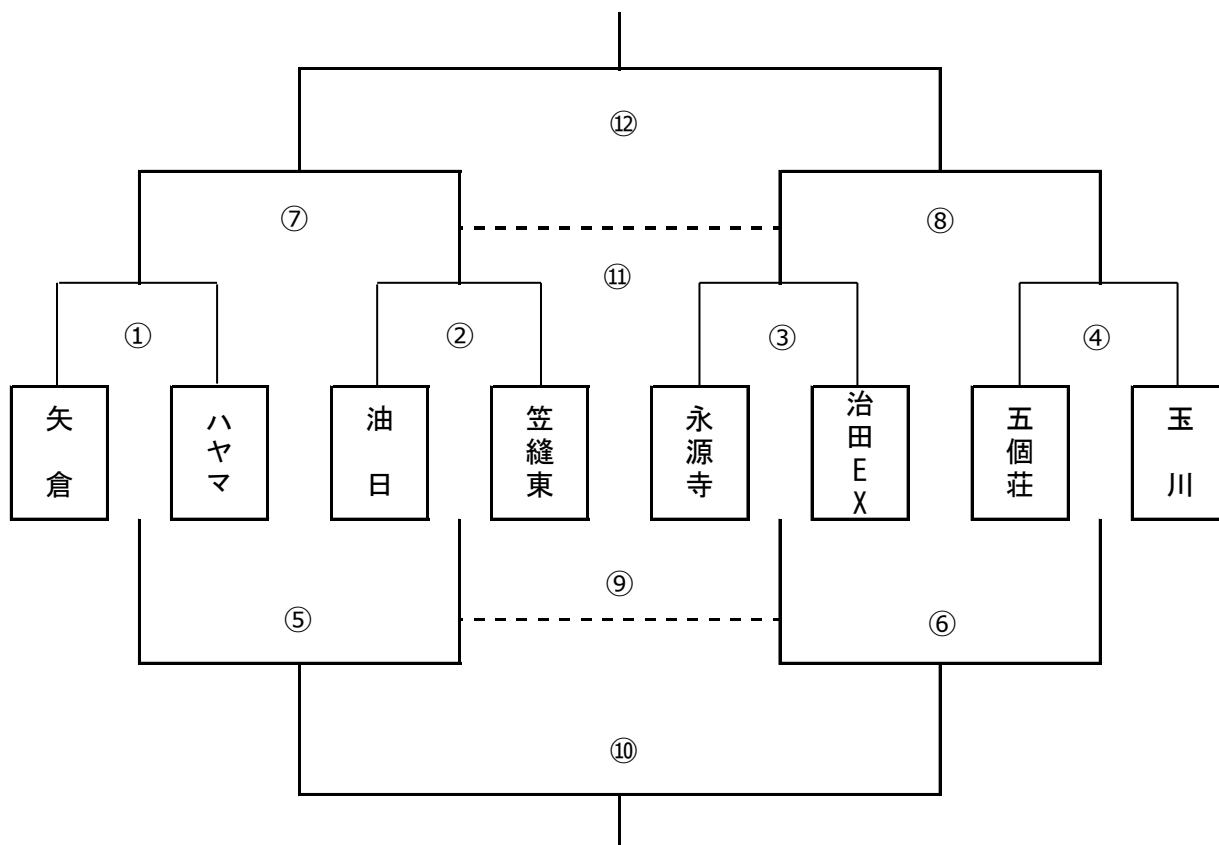 ⑫
⑦
⑧
⑪
①
②
③
④
矢倉
ハヤマ
油日
笠縫東
永源寺
治田EX
五個荘
玉川
⑨
⑤
⑥
⑩